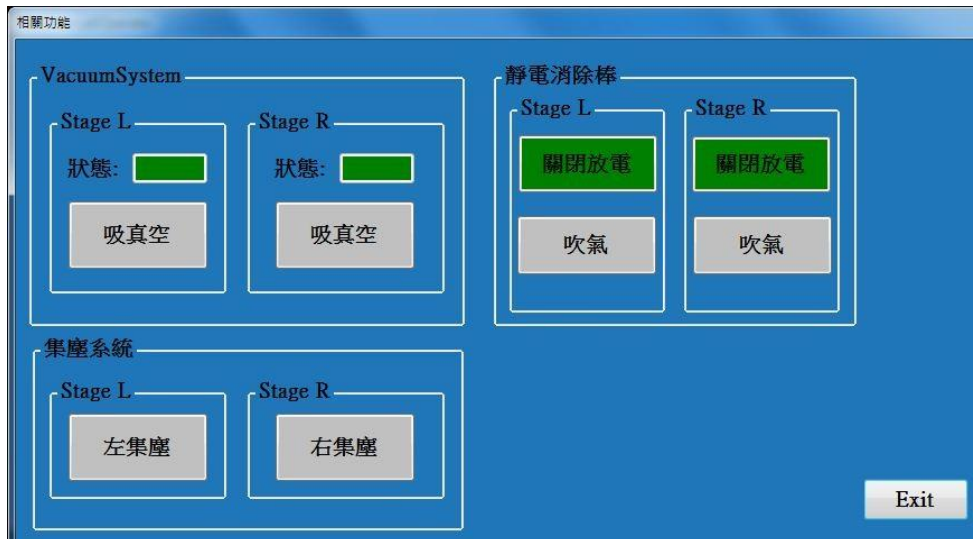 相關功能
VacuumSystem
Stage L
狀態:
吸真空
Stage R
狀態:
吸真空
靜電消除棒
Stage L
關閉放電
吹氣
Stage R
關閉放電
吹氣
集塵系統
Stage L
左集塵
Stage R
右集塵
Exit